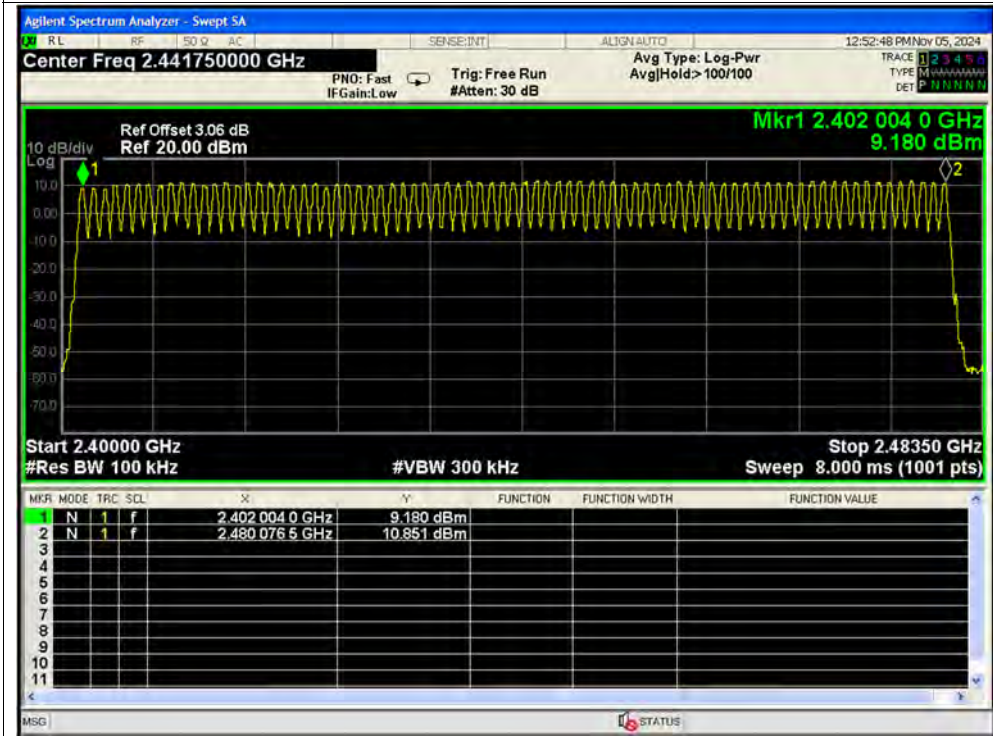 Agilent Spectrum Analyzer - Swept SA
RL RF 50 Ω AC SENSE:INT ALIGN AUTO 12:52:48 PM Nov 05, 2024
Center Freq 2.441750000 GHz Avg Type: Log-Pwr TRACE 1 2 3 4 5 6
PNO: Fast Trig: Free Run Avg|Hold:>100/100 TYPE M
IFGain:Low #Atten: 30 dB DET P N N N N N
Mkr1 2.402 004 0 GHz
Ref Offset 3.06 dB
10 dB/div Ref 20.00 dBm 9.180 dBm
Log
1 2
10.0
0.00
-10.0
-20.0
-30.0
-40.0
-50.0
-60.0
-70.0
Start 2.40000 GHz Stop 2.48350 GHz
#Res BW 100 kHz #VBW 300 kHz Sweep 8.000 ms (1001 pts)
MKR MODE TRC SCL X Y FUNCTION FUNCTION WIDTH FUNCTION VALUE
1 N 1 f 2.402 004 0 GHz 9.180 dBm
2 N 1 f 2.480 076 5 GHz 10.851 dBm
3
4
5
6
7
8
9
10
11
MSG STATUS